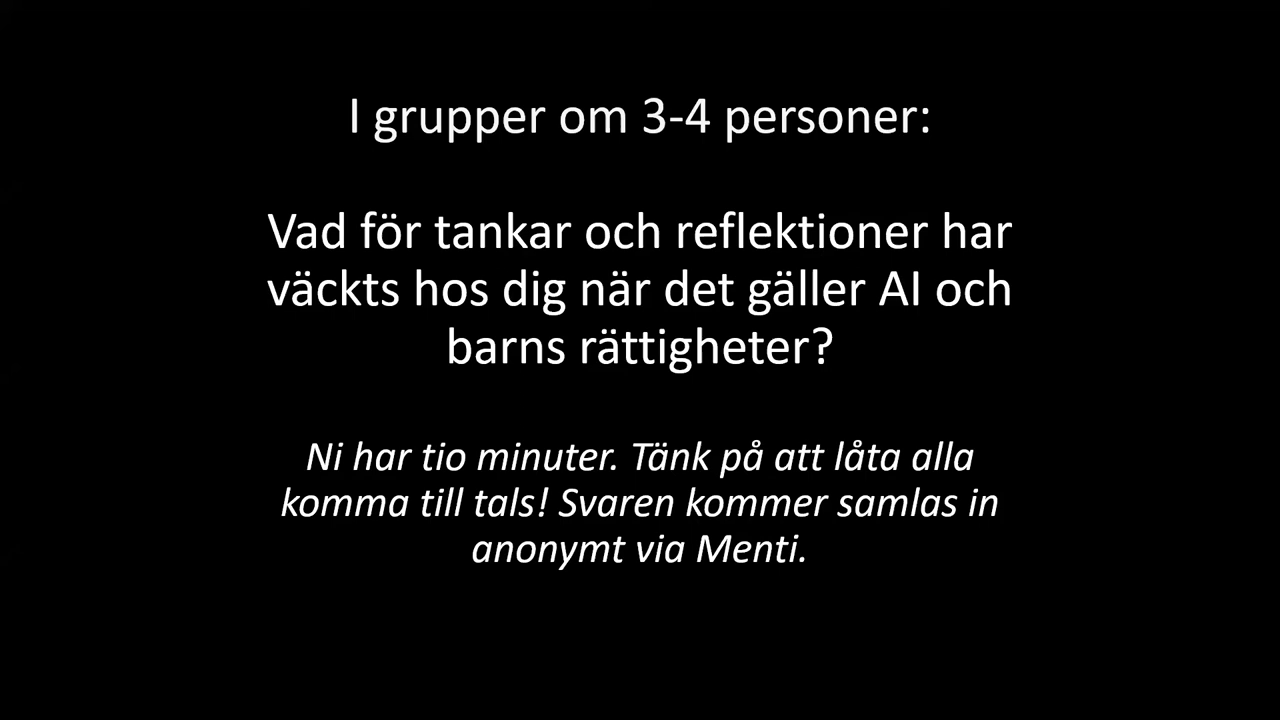 I grupper om 3-4 personer:
Vad för tankar och reflektioner har
väckts hos dig när det gäller AI och
barns rättigheter?
Ni har tio minuter. Tänk på att låta alla
komma till tals! Svaren kommer samlas in
anonymt via Menti.